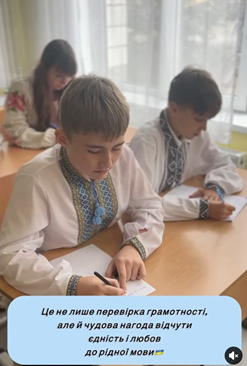 Це не лише перевірка грамотності,
але й чудова нагода відчути
єдність і любов
до рідної мови